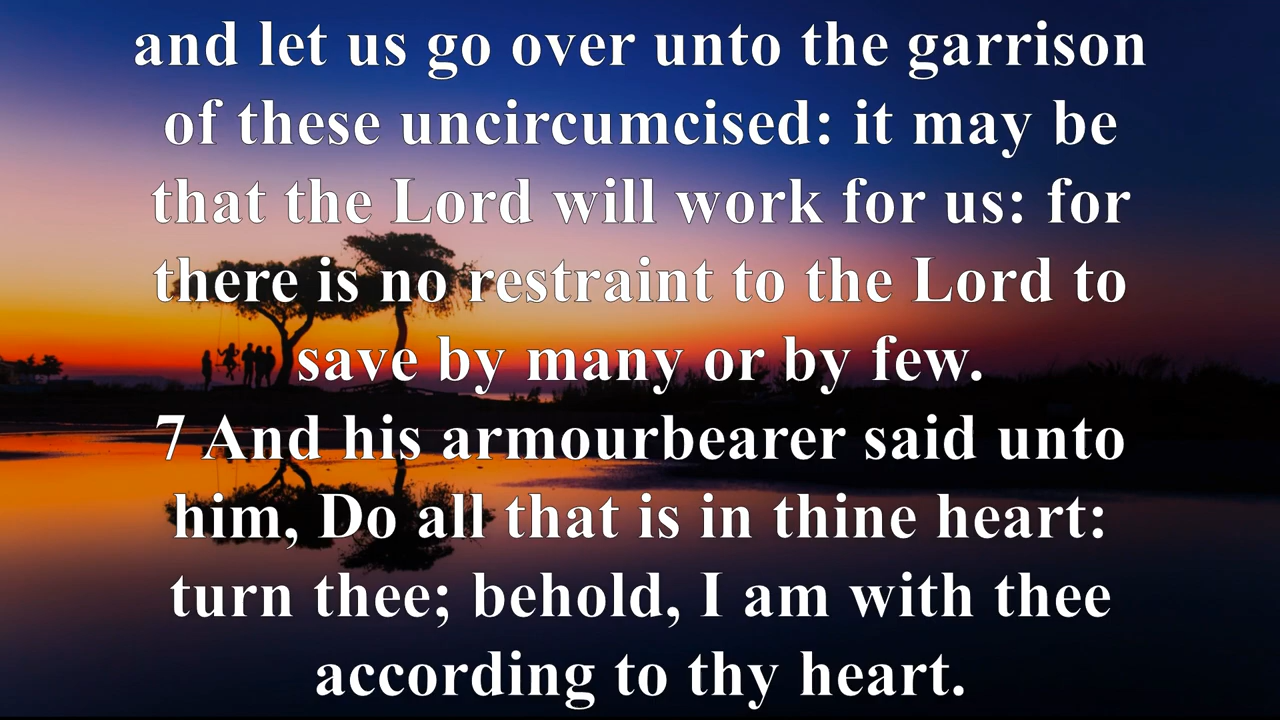 and let us go over unto the garrison
of these uncircumcised: it may be
that the Lord will work for us: for
there is no restraint to the Lord to
save by many or by few.
7 And his armourbearer said unto
him, Do all that is in thine heart:
turn thee; behold, I am with thee
according to thy heart.